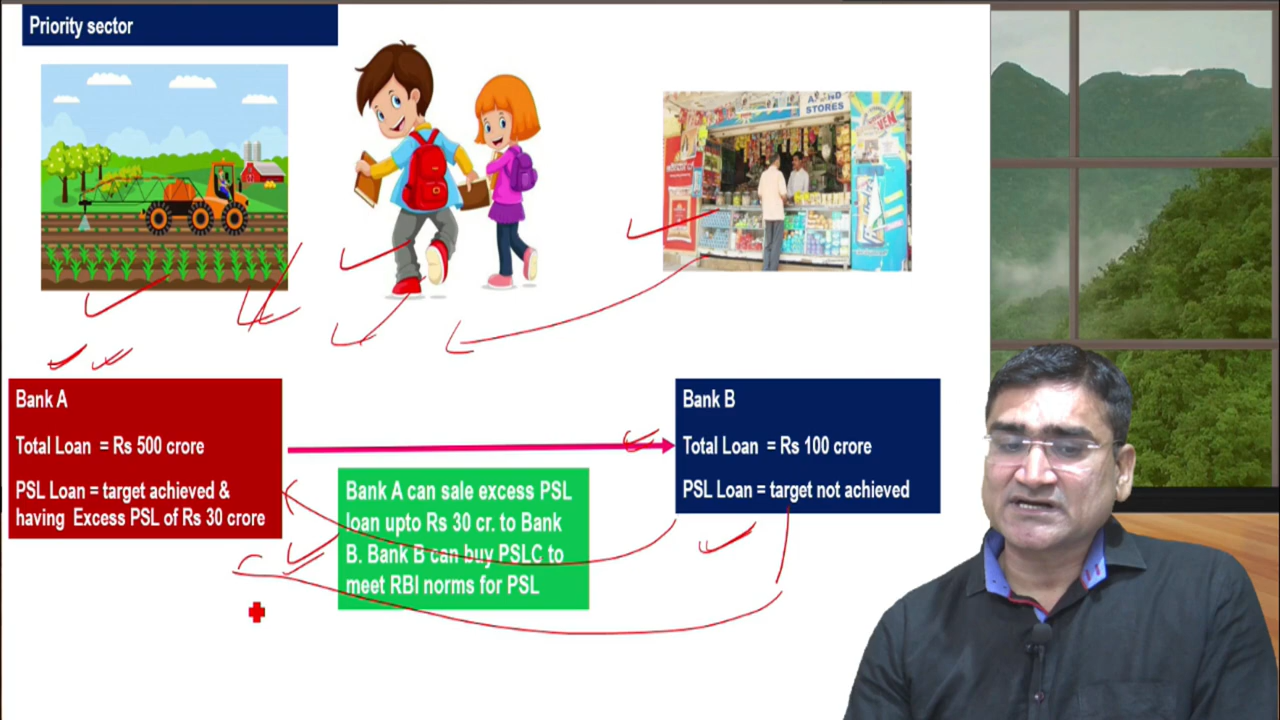 Priority sector
STORES
Bank A
Total Loan = Rs 500 crore
PSL Loan = target achieved &
having Excess PSL of Rs 30 crore
Bank A can sale excess PSL
loan upto Rs 30 cr. to Bank
B. Bank B can buy PSLC to
meet RBI norms for PSL
Bank B
Total Loan = Rs 100 crore
PSL Loan = target not achieved